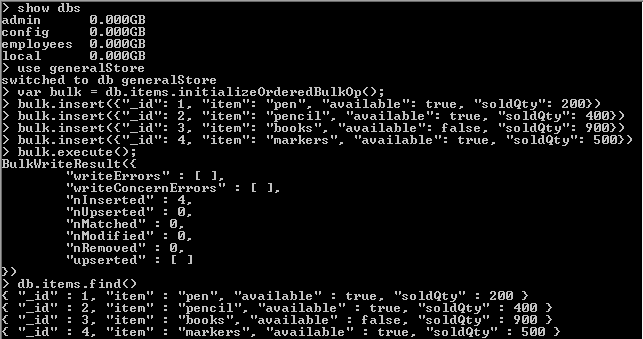 > show dbs
admin      0.000GB
config     0.000GB
employees  0.000GB
local      0.000GB
> use generalStore
switched to db generalStore
> var bulk = db.items.initializeOrderedBulkOp();
> bulk.insert({"_id": 1, "item": "pen", "available": true, "soldQty": 200})
> bulk.insert({"_id": 2, "item": "pencil", "available": true, "soldQty": 400})
> bulk.insert({"_id": 3, "item": "books", "available": false, "soldQty": 900})
> bulk.insert({"_id": 4, "item": "markers", "available": true, "soldQty": 500})
> bulk.execute();
BulkWriteResult({
        "writeErrors" : [ ],
        "writeConcernErrors" : [ ],
        "nInserted" : 4,
        "nUpserted" : 0,
        "nMatched" : 0,
        "nModified" : 0,
        "nRemoved" : 0,
        "upserted" : [ ]
})
> db.items.find()
{ "_id" : 1, "item" : "pen", "available" : true, "soldQty" : 200 }
{ "_id" : 2, "item" : "pencil", "available" : true, "soldQty" : 400 }
{ "_id" : 3, "item" : "books", "available" : false, "soldQty" : 900 }
{ "_id" : 4, "item" : "markers", "available" : true, "soldQty" : 500 }